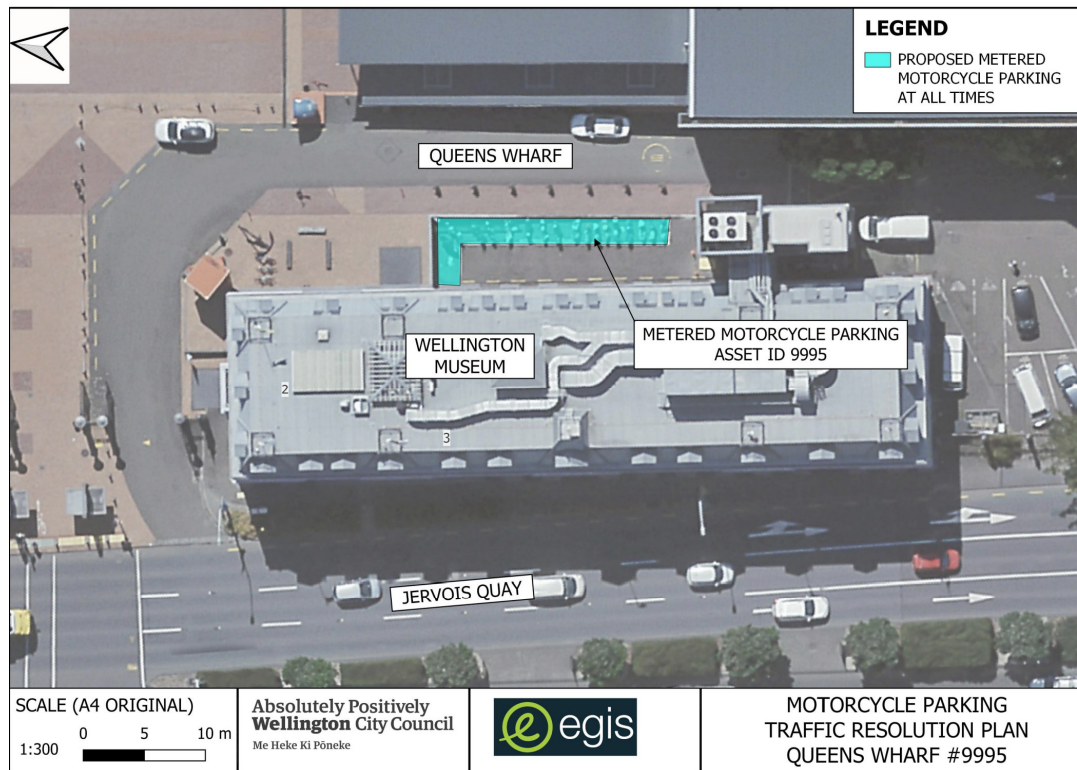 LEGEND
PROPOSED METERED
MOTORCYCLE PARKING
AT ALL TIMES
QUEENS WHARF
METERED MOTORCYCLE PARKING
ASSET ID 9995
WELLINGTON
MUSEUM
2
3
JERVOIS QUAY
SCALE (A4 ORIGINAL)
1:300
0 5 10 m
Absolutely Positively
Wellington City Council
Me Heke Ki Pōneke
e egis
MOTORCYCLE PARKING
TRAFFIC RESOLUTION PLAN
QUEENS WHARF #9995